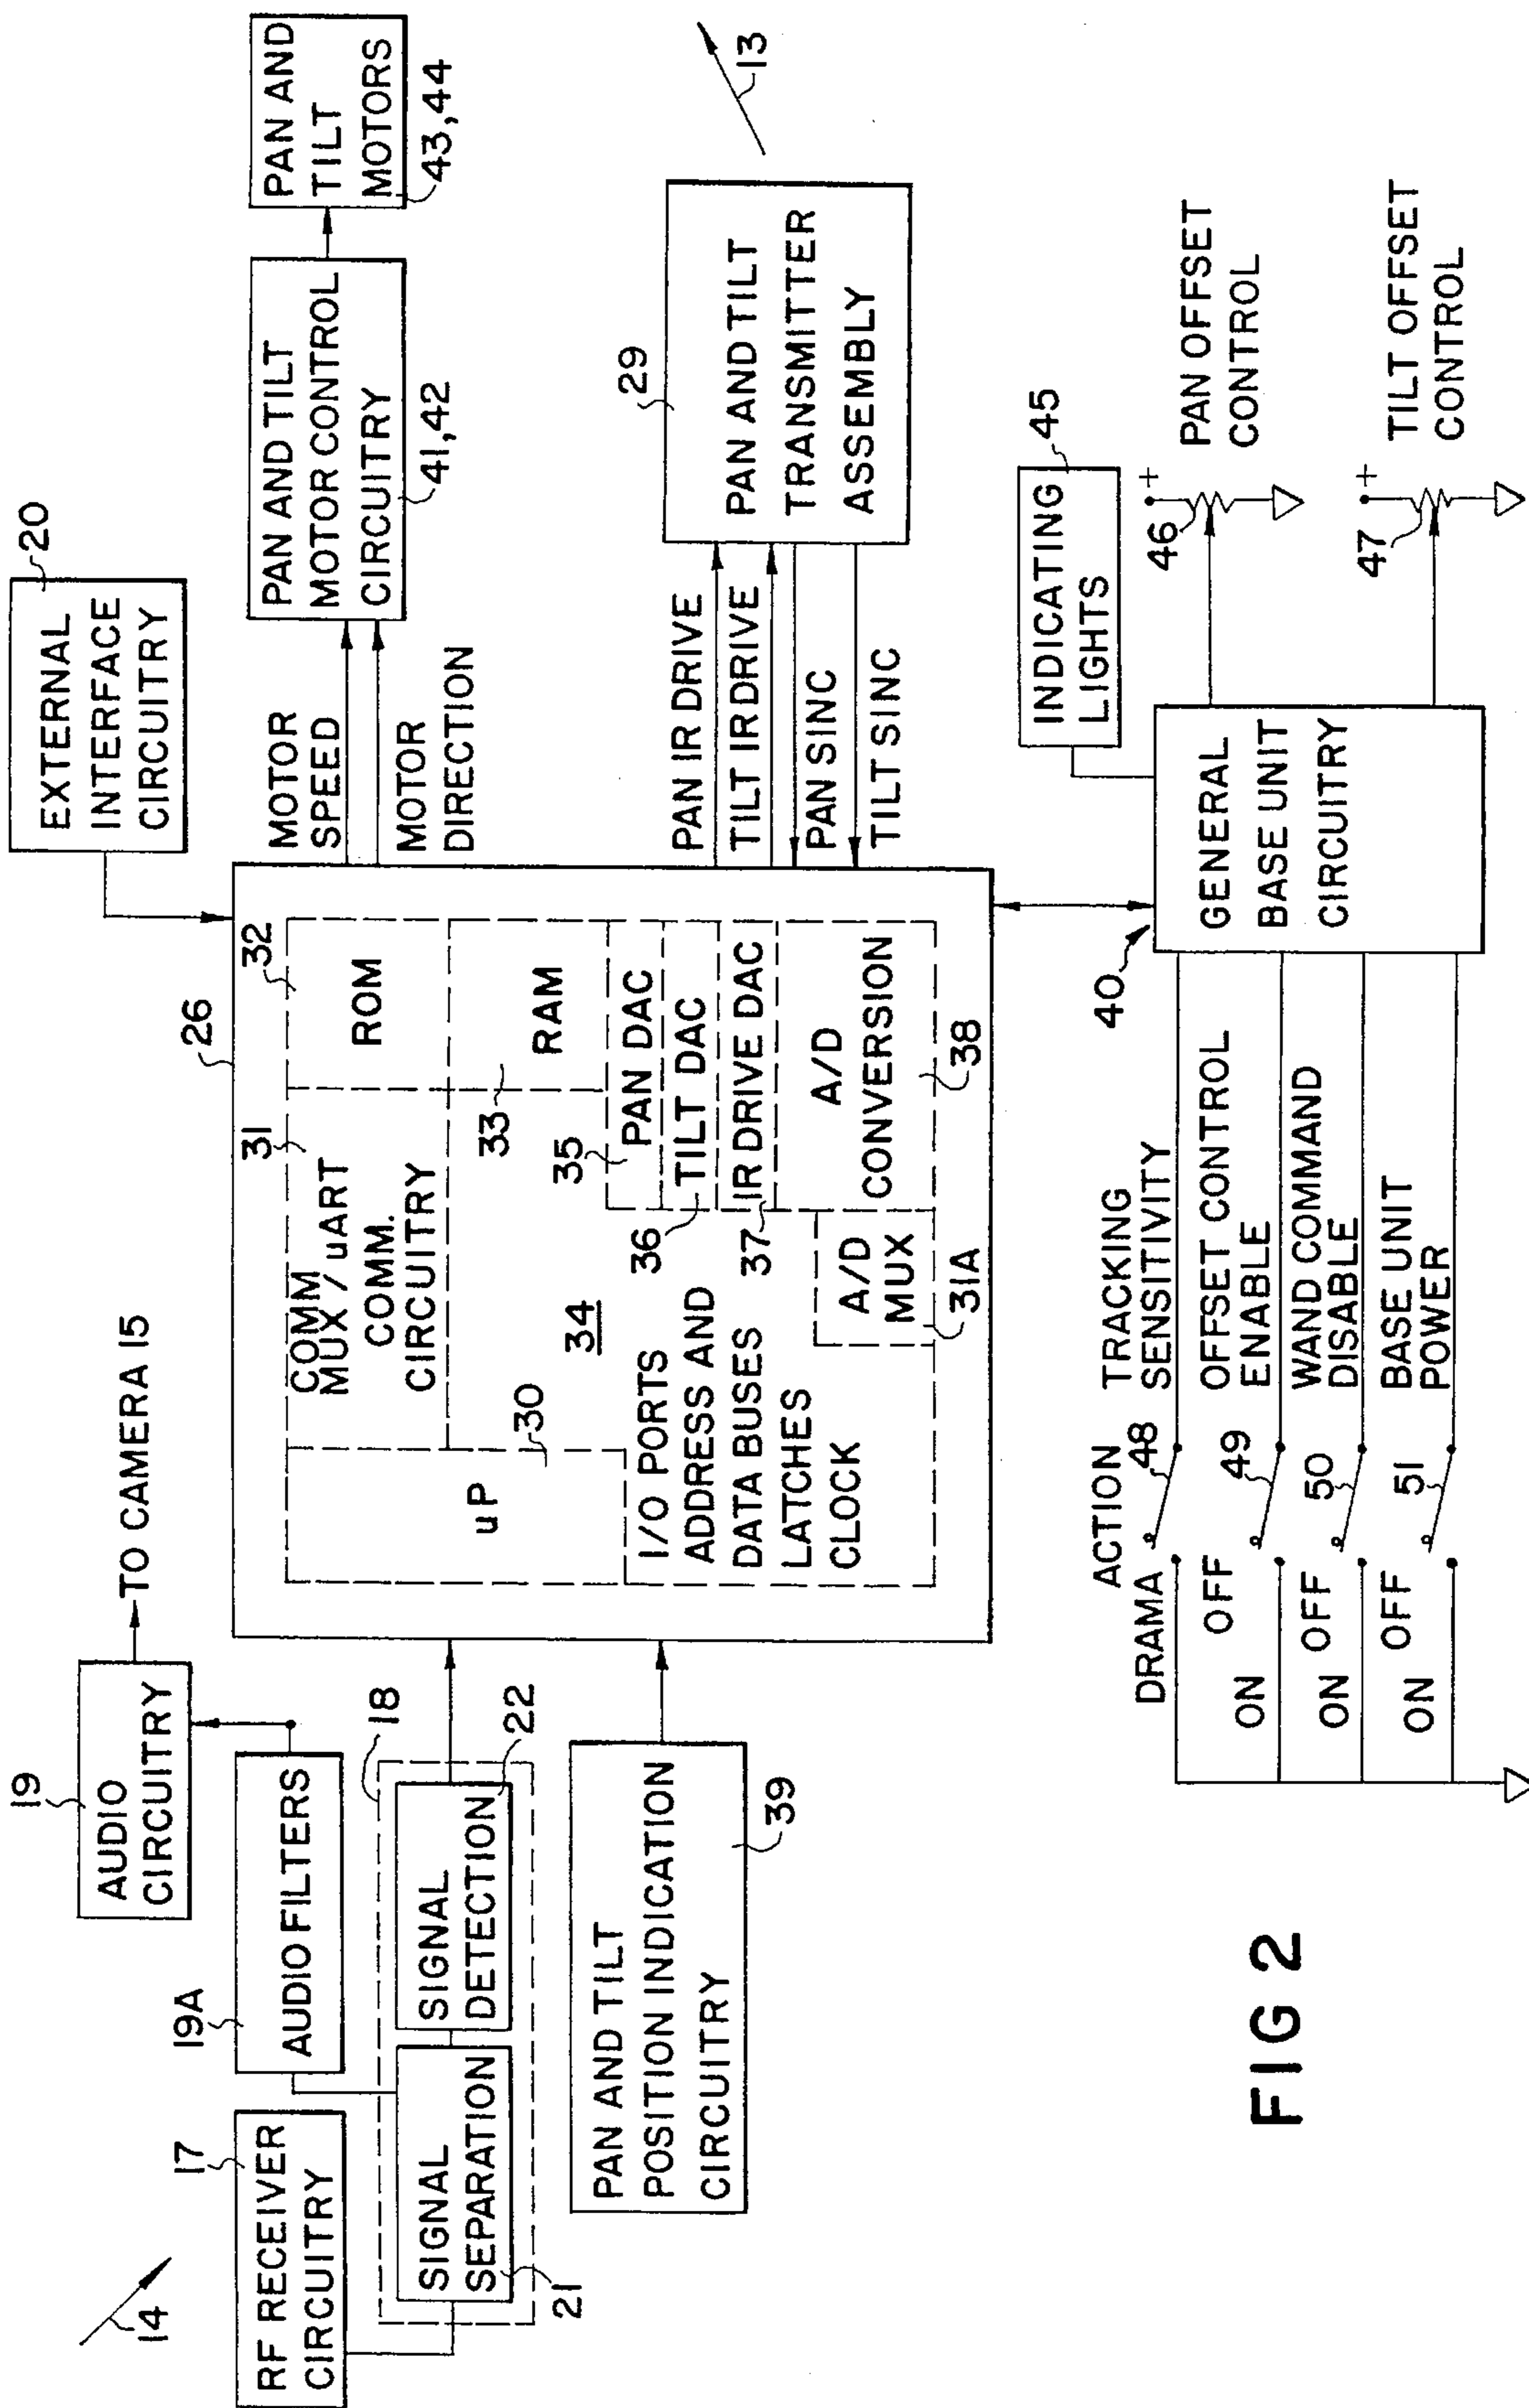 14
17
RF RECEIVER
CIRCUITRY
19A
AUDIO FILTERS
19
AUDIO
CIRCUITRY
TO CAMERA 15
18
SIGNAL
SEPARATION
21
SIGNAL
DETECTION
22
PAN AND TILT
POSITION INDICATION
CIRCUITRY
39
26
uP
30
31
COMM
MUX / uART
COMM.
CIRCUITRY
32
ROM
33
RAM
34
I/O PORTS
ADDRESS AND
DATA BUSES
LATCHES
CLOCK
35
PAN DAC
36
TILT DAC
37
IR DRIVE DAC
A/D
CONVERSION
38
A/D
MUX
31A
20
EXTERNAL
INTERFACE
CIRCUITRY
MOTOR
SPEED
MOTOR
DIRECTION
PAN AND TILT
MOTOR CONTROL
CIRCUITRY
41,42
PAN AND
TILT
MOTORS
43,44
PAN IR DRIVE
TILT IR DRIVE
PAN SINC
TILT SINC
29
PAN AND TILT
TRANSMITTER
ASSEMBLY
13
40
GENERAL
BASE UNIT
CIRCUITRY
INDICATING
LIGHTS
45
46
+
PAN OFFSET
CONTROL
47
+
TILT OFFSET
CONTROL
ACTION
DRAMA
48
TRACKING
SENSITIVITY
OFF
ON
49
OFFSET CONTROL
ENABLE
OFF
ON
50
WAND COMMAND
DISABLE
OFF
ON
51
BASE UNIT
POWER
FIG 2